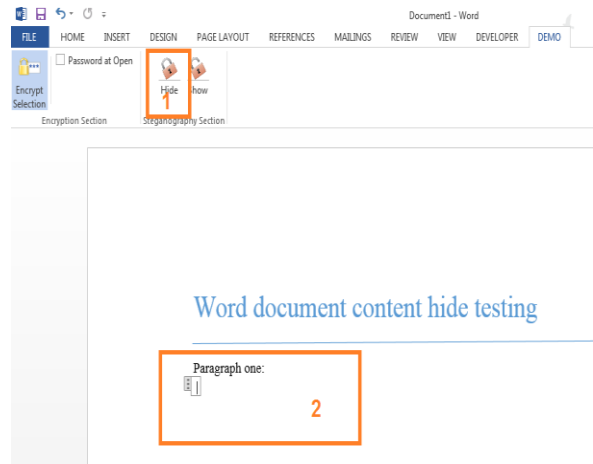 Document1 - Word
FILE HOME INSERT DESIGN PAGE LAYOUT REFERENCES MAILINGS REVIEW VIEW DEVELOPER DEMO
Password at Open
Encrypt Selection
Hide Show
1
Encryption Section Steganography Section
Word document content hide testing
Paragraph one:
2